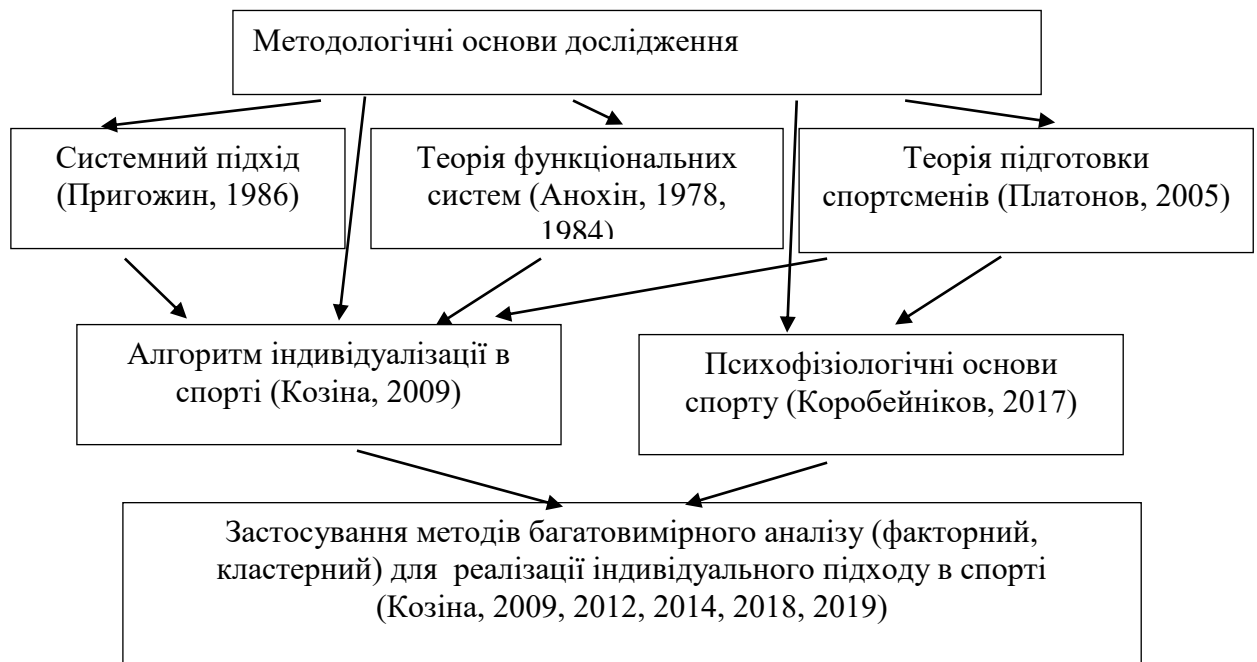 Методологічні основи дослідження
Системний підхід
(Пригожин, 1986)
Теорія функціональних
систем (Анохін, 1978,
1984)
Теорія підготовки
спортсменів (Платонов, 2005)
Алгоритм індивідуалізації в
спорті (Козіна, 2009)
Психофізіологічні основи
спорту (Коробейніков, 2017)
Застосування методів багатовимірного аналізу (факторний,
кластерний) для реалізації індивідуального підходу в спорті
(Козіна, 2009, 2012, 2014, 2018, 2019)